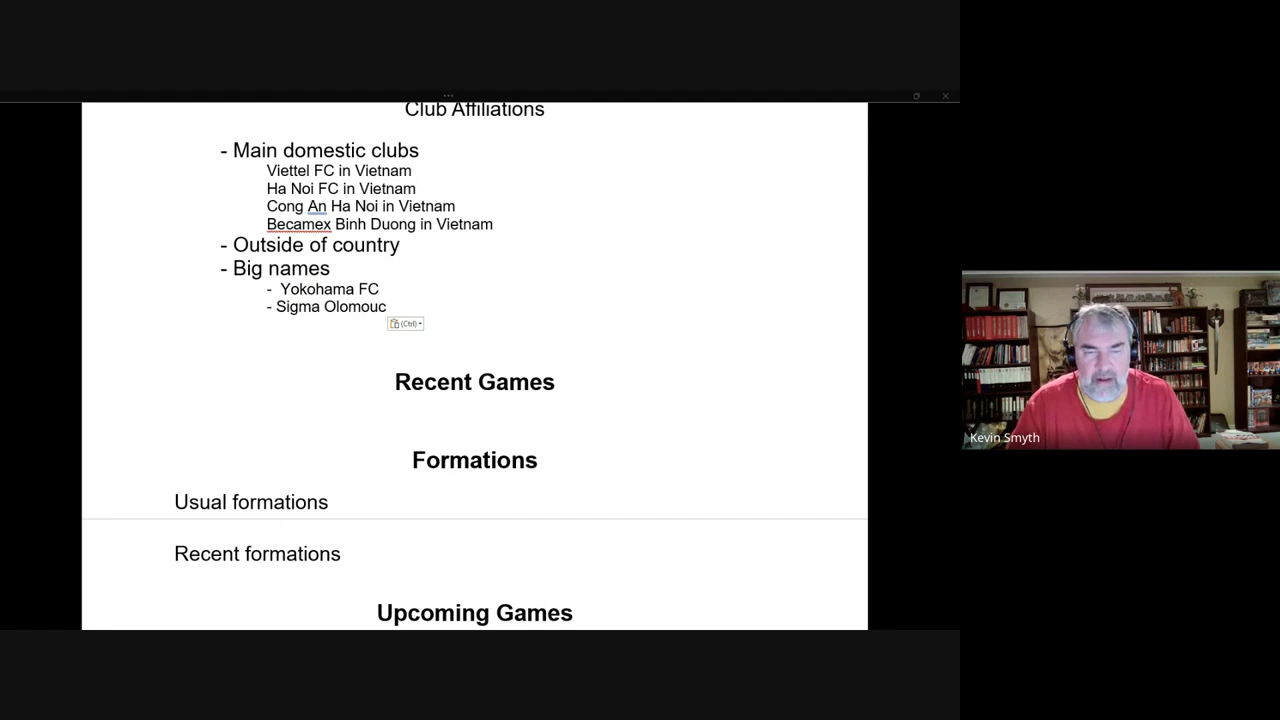 Club Affiliations
- Main domestic clubs
Viettel FC in Vietnam
Ha Noi FC in Vietnam
Cong An Ha Noi in Vietnam
Becamex Binh Duong in Vietnam
- Outside of country
- Big names
- Yokohama FC
- Sigma Olomouc
(Ctrl)
Recent Games
Formations
Usual formations
Recent formations
Upcoming Games
Kevin Smyth